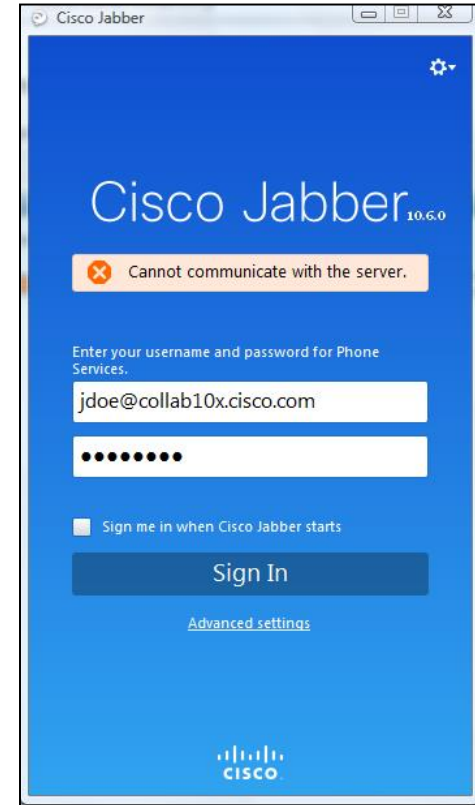 Cisco Jabber
Cisco Jabber 10.6.0
Cannot communicate with the server.
Enter your username and password for Phone
Services.
jdoe@collab10x.cisco.com
●●●●●●●●
Sign me in when Cisco Jabber starts
Sign In
Advanced settings
CISCO